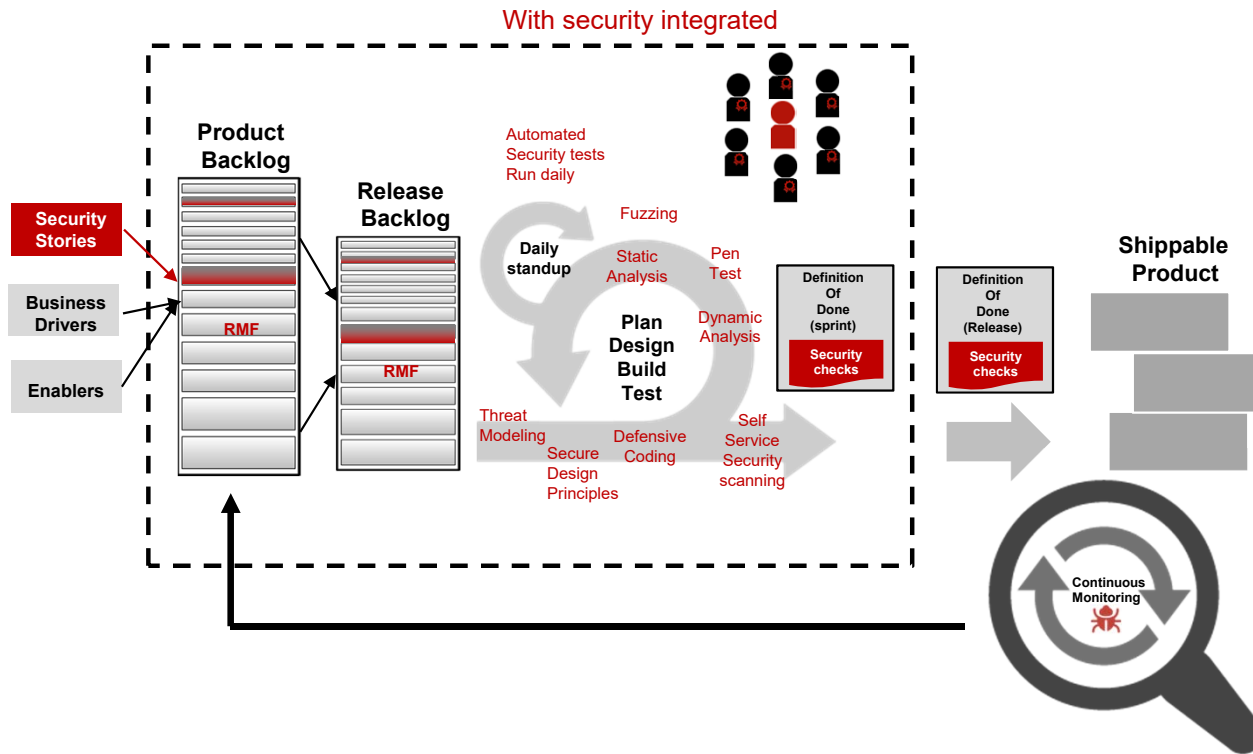 With security integrated
Product
Backlog
Automated
Security tests
Run daily
Release
Backlog
Security
Stories
Business
Drivers
Enablers
RMF
RMF
Daily
standup
Fuzzing
Static
Analysis
Pen
Test
Dynamic
Analysis
Plan
Design
Build
Test
Threat
Modeling
Secure
Design
Principles
Defensive
Coding
Self
Service
Security
scanning
Definition
Of
Done
(sprint)
Security
checks
Definition
Of
Done
(Release)
Security
checks
Shippable
Product
Continuous
Monitoring